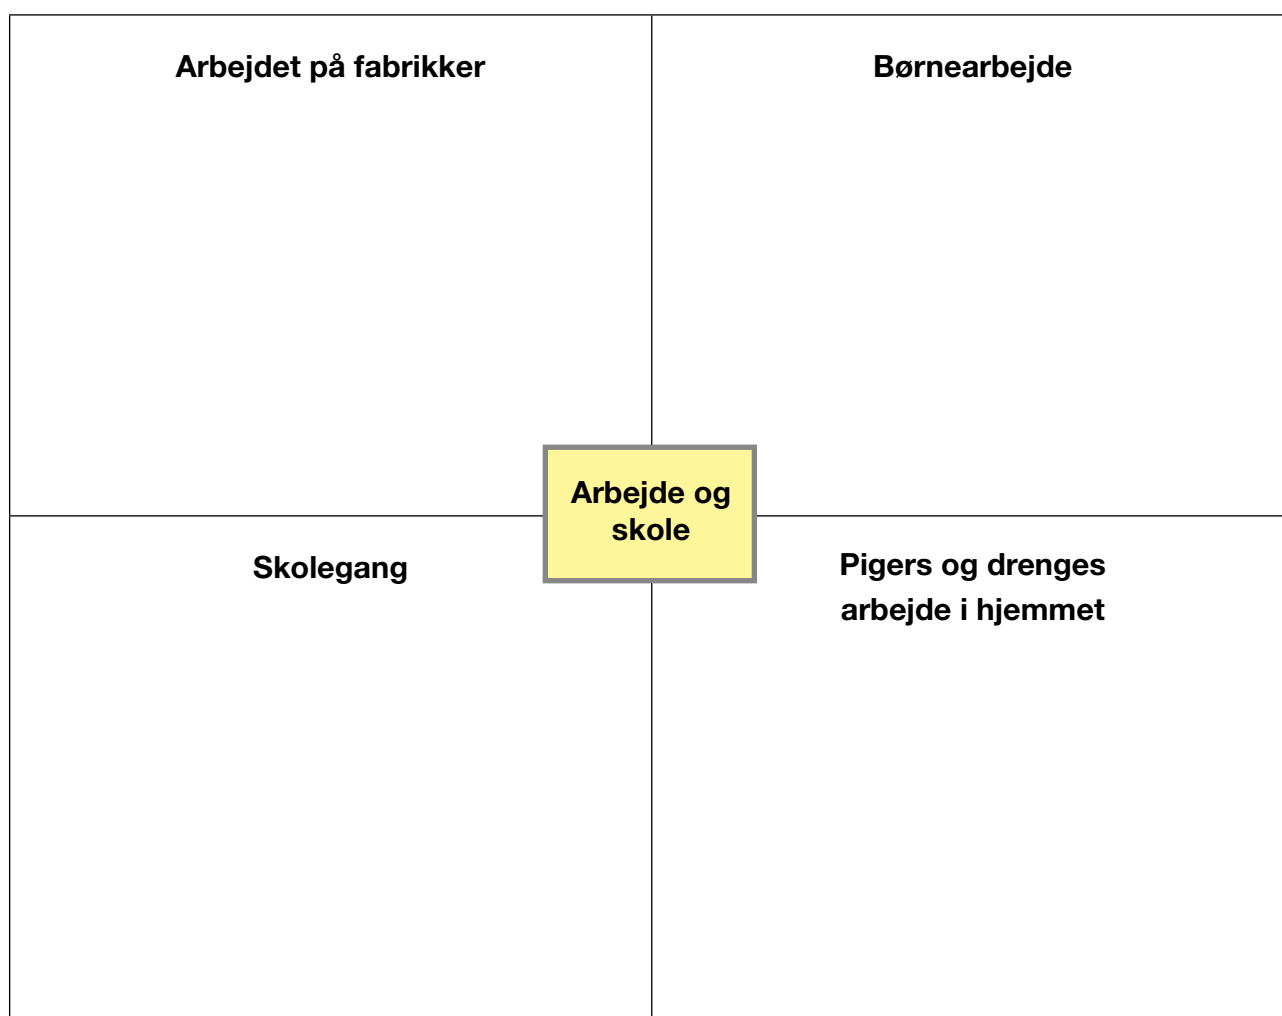 Arbejdet på fabrikker
Børnearbejde
Arbejde og
skole
Skolegang
Pigers og drenges
arbejde i hjemmet